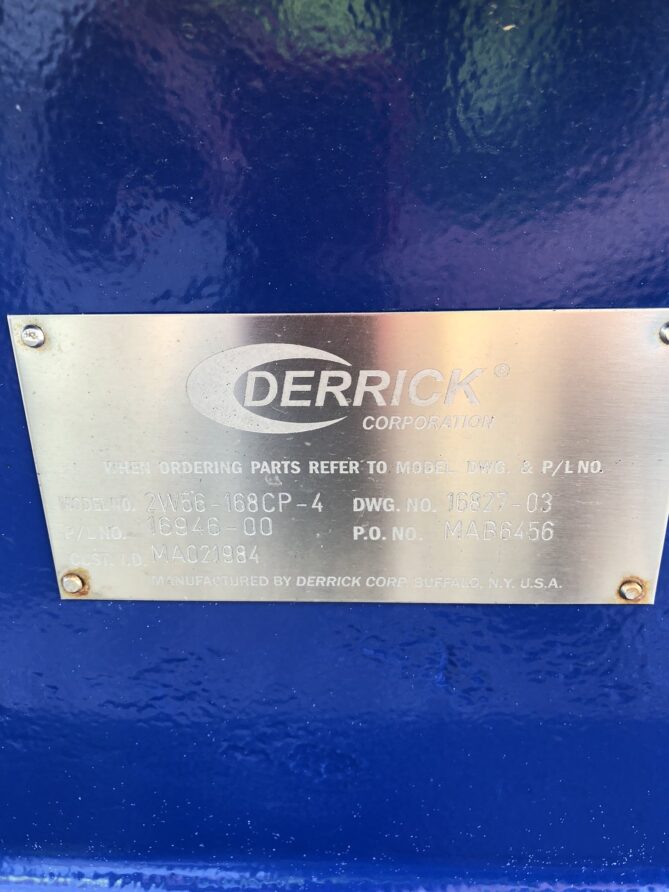 DERRICK®
CORPORATION
WHEN ORDERING PARTS REFER TO MODEL, DWG. & P/L NO.
MODEL NO. 2W56-168CP-4 DWG. NO. 16827-03
P/L NO. 16946-00 P.O. NO. MAB6456
CUST. I.D. MA021984
MANUFACTURED BY DERRICK CORP. BUFFALO, N.Y. U.S.A.